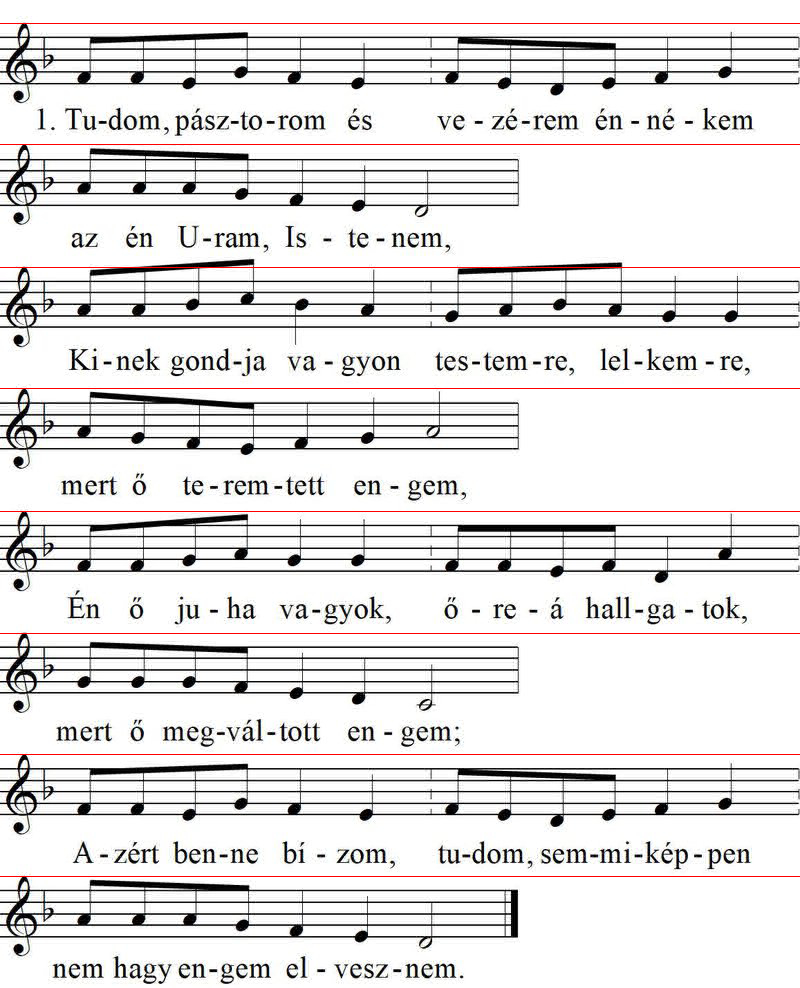 1. Tu-dom, pász-to-rom és ve - zé-rem én - né - kem
az én U-ram, Is - te - nem,
Ki-nek gond-ja va - gyon tes-tem-re, lel-kem - re,
mert ő te-rem-tett en - gem,
Én ő ju - ha va-gyok, ő - re - á hall-ga - tok,
mert ő meg-vál-tott en - gem;
A - zért ben-ne bí - zom, tu-dom, sem-mi-kép-pen
nem hagy en-gem el - vesz-nem.